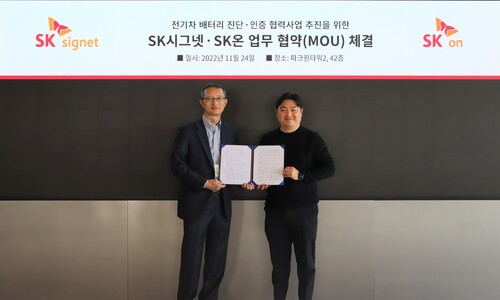 SK signet
전기차 배터리 진단·인증 협력사업 추진을 위한
SK시그넷·SK온 업무 협약(MOU) 체결
■ 일시: 2022년 11월 24일 ■ 장소: 파크원타워2, 42층
SK on